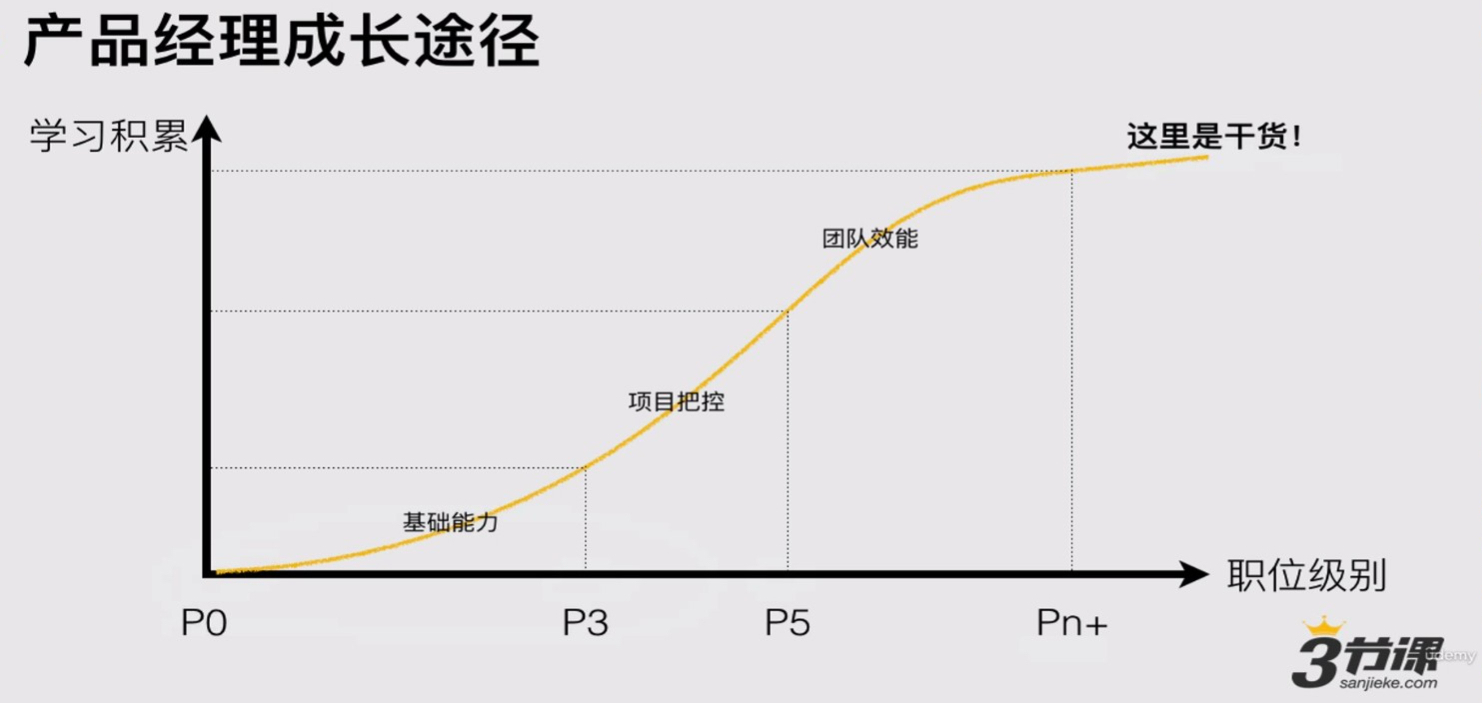 产品经理成长途径
学习积累
这里是干货!
团队效能
项目把控
基础能力
职位级别
P0
P3
P5
Pn+
3节课
udemy
sanjieke.com